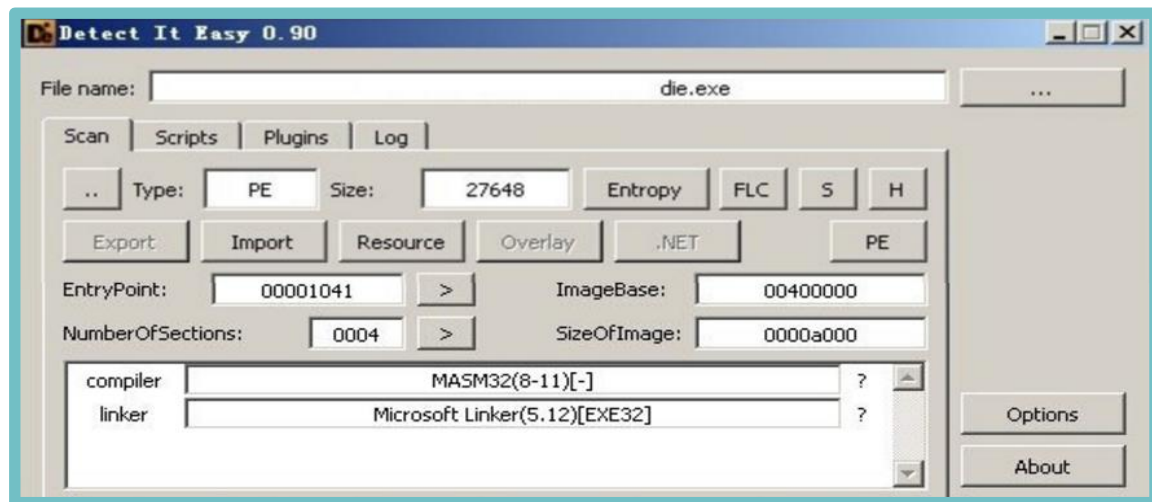 Detect It Easy 0.90
File name: die.exe ...
Scan Scripts Plugins Log
.. Type: PE Size: 27648 Entropy FLC S H
Export Import Resource Overlay .NET PE
EntryPoint: 00001041 > ImageBase: 00400000
NumberOfSections: 0004 > SizeOfImage: 0000a000
compiler MASM32(8-11)[-] ?
linker Microsoft Linker(5.12)[EXE32] ?
Options
About